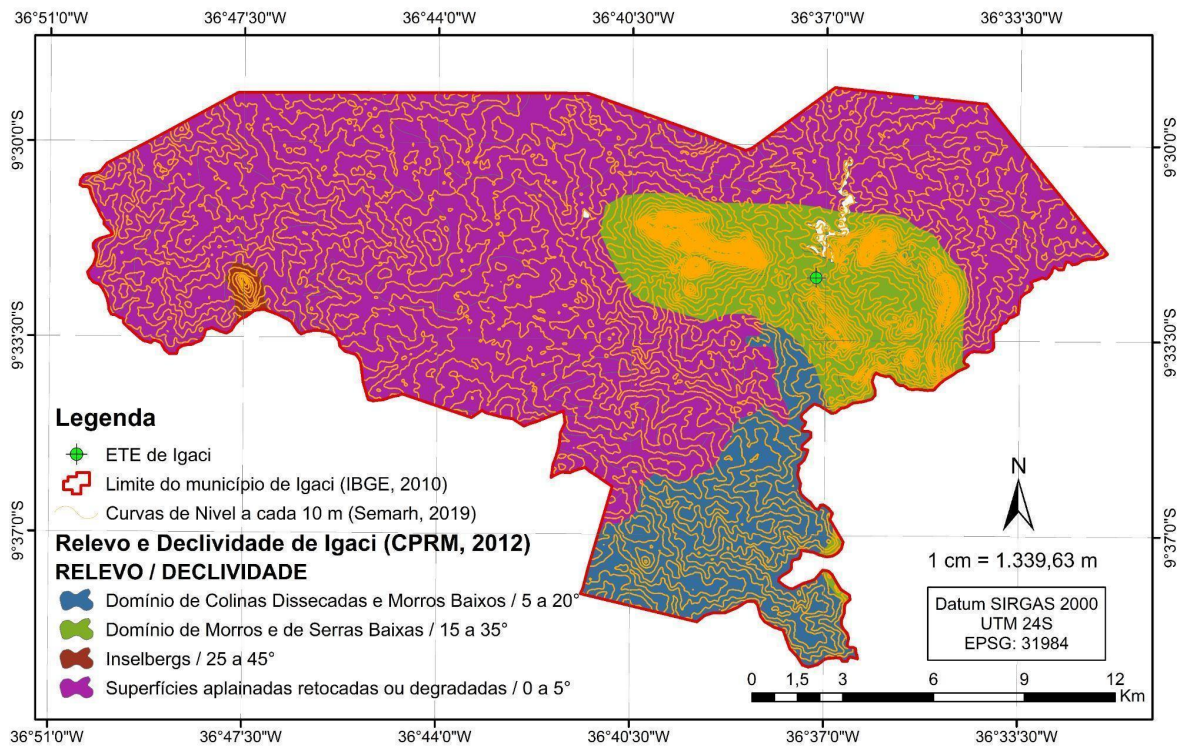 36°51'0"W 36°47'30"W 36°44'0"W 36°40'30"W 36°37'0"W 36°33'30"W
9°30'0"S 9°30'0"S
9°33'30"S 9°33'30"S
9°37'0"S 9°37'0"S
Legenda
ETE de Igaci
Limite do município de Igaci (IBGE, 2010)
Curvas de Nivel a cada 10 m (Semarh, 2019)
Relevo e Declividade de Igaci (CPRM, 2012)
RELEVO / DECLIVIDADE
Domínio de Colinas Dissecadas e Morros Baixos / 5 a 20°
Domínio de Morros e de Serras Baixas / 15 a 35°
Inselbergs / 25 a 45°
Superfícies aplainadas retocadas ou degradadas / 0 a 5°
N
1 cm = 1.339,63 m
Datum SIRGAS 2000
UTM 24S
EPSG: 31984
0 1,5 3 6 9 12
Km
36°51'0"W 36°47'30"W 36°44'0"W 36°40'30"W 36°37'0"W 36°33'30"W